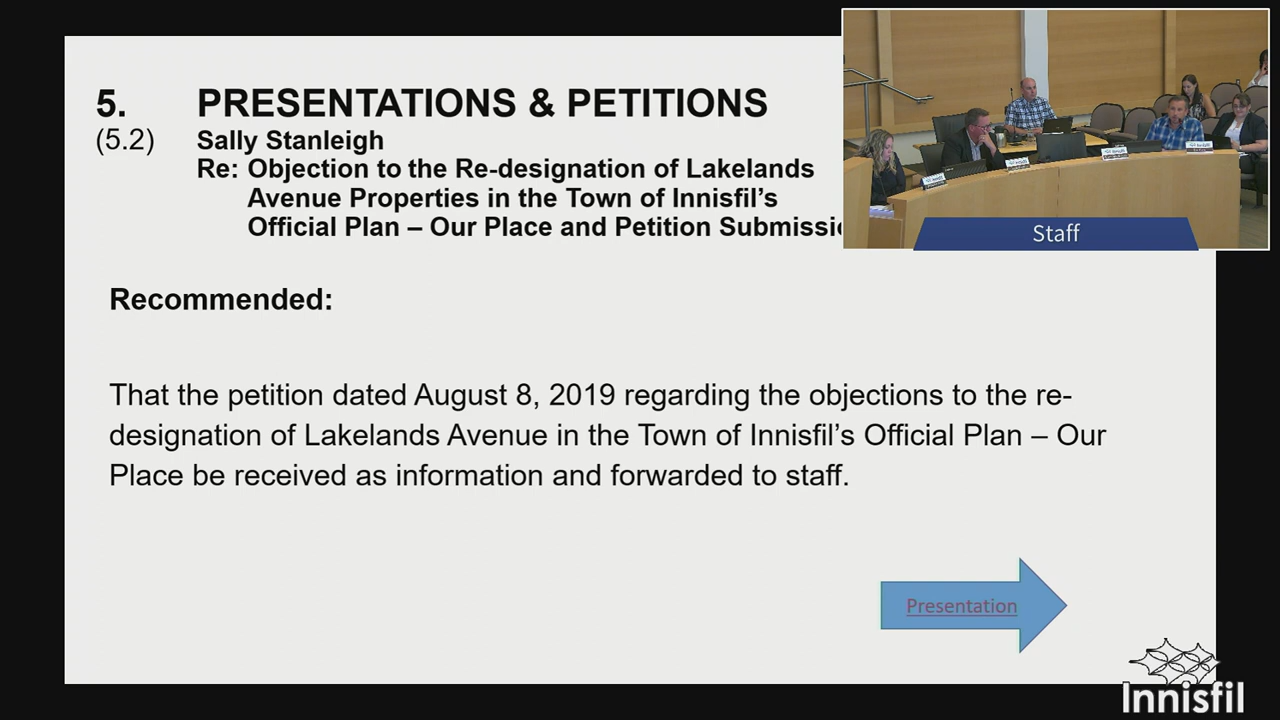 5. PRESENTATIONS & PETITIONS
(5.2) Sally Stanleigh
Re: Objection to the Re-designation of Lakelands
Avenue Properties in the Town of Innisfil’s
Official Plan – Our Place and Petition
Staff
Recommended:
That the petition dated August 8, 2019 regarding the objections to the re-
designation of Lakelands Avenue in the Town of Innisfil’s Official Plan – Our
Place be received as information and forwarded to staff.
Presentation
Innisfil